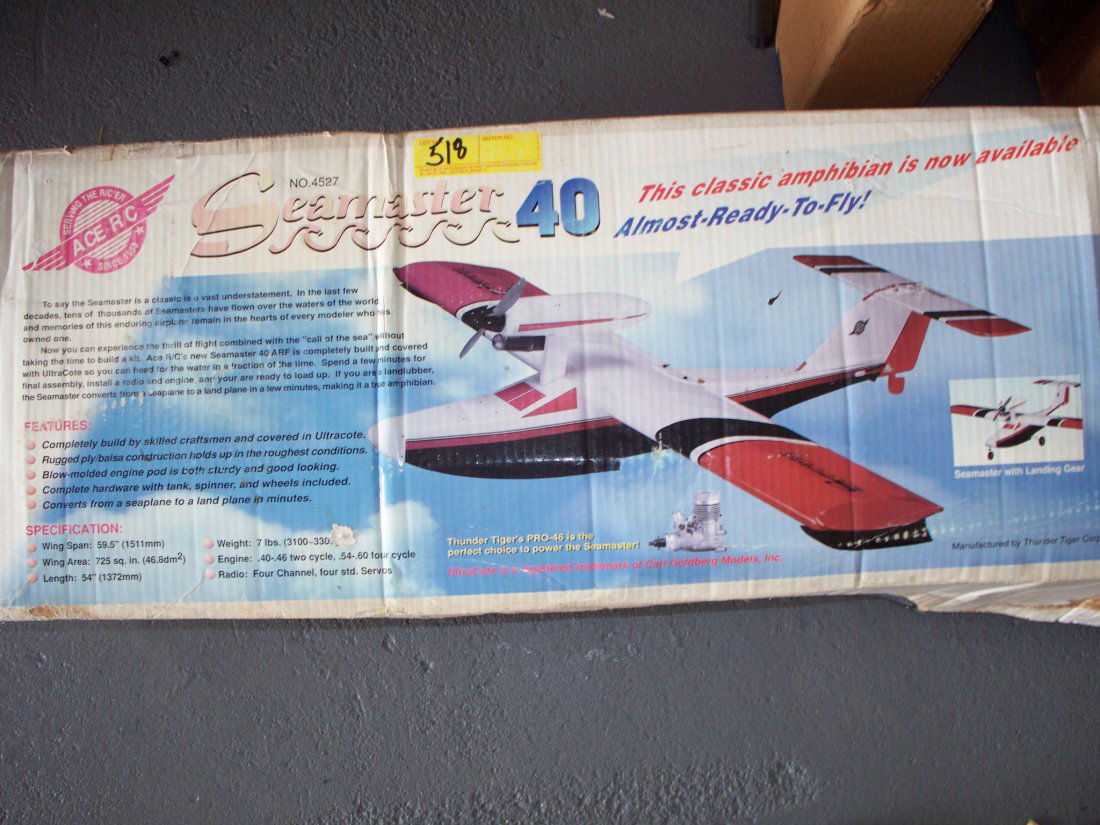 LOT
518
BUYER NO.
SERVING THE R/C'ER
ACE R/C
SINCE 1953
NO.4527
Seamaster 40
This classic amphibian is now available
Almost-Ready-To-Fly!
To say the Seamaster is a classic is a vast understatement. In the last few
decades, tens of thousands of Seamasters have flown over the waters of the world
and memories of this enduring airplane remain in the hearts of every modeler who has
owned one.
Now you can experience the thrill of flight combined with the "call of the sea" without
taking the time to build a kit. Ace R/C's new Seamaster 40 ARF is completely built and covered
with UltraCote so you can head for the water in a fraction of the time. Spend a few minutes for
final assembly, install a radio and engine, and your are ready to load up. If you are a landlubber,
the Seamaster converts from a seaplane to a land plane in a few minutes, making it a true amphibian.
FEATURES:
Completely build by skilled craftsmen and covered in Ultracote.
Rugged ply/balsa construction holds up in the roughest conditions.
Blow-molded engine pod is both sturdy and good looking.
Complete hardware with tank, spinner, and wheels included.
Converts from a seaplane to a land plane in minutes.
SPECIFICATION:
Wing Span: 59.5" (1511mm)
Wing Area: 725 sq. in. (46.8dm2)
Length: 54" (1372mm)
Weight: 7 lbs. (3100~330
Engine: .40-.46 two cycle, .54-.60 four cycle
Radio: Four Channel, four std. Servos
Thunder Tiger's PRO-46 is the
perfect choice to power the Seamaster!
UltraCote is a registered trademark of Carl Goldberg Models, Inc.
Seamaster with Landing Gear
Manufactured by Thunder Tiger Corp